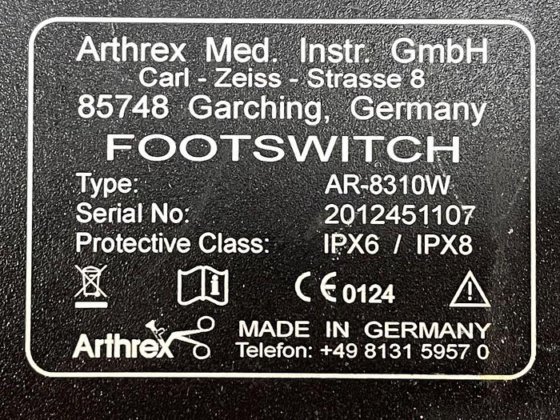 Arthrex Med. Instr. GmbH
Carl - Zeiss - Strasse 8
85748 Garching, Germany
FOOTSWITCH
Type: AR-8310W
Serial No: 2012451107
Protective Class: IPX6 / IPX8
i CE 0124 !
Arthrex MADE IN GERMANY
Telefon: +49 8131 5957 0